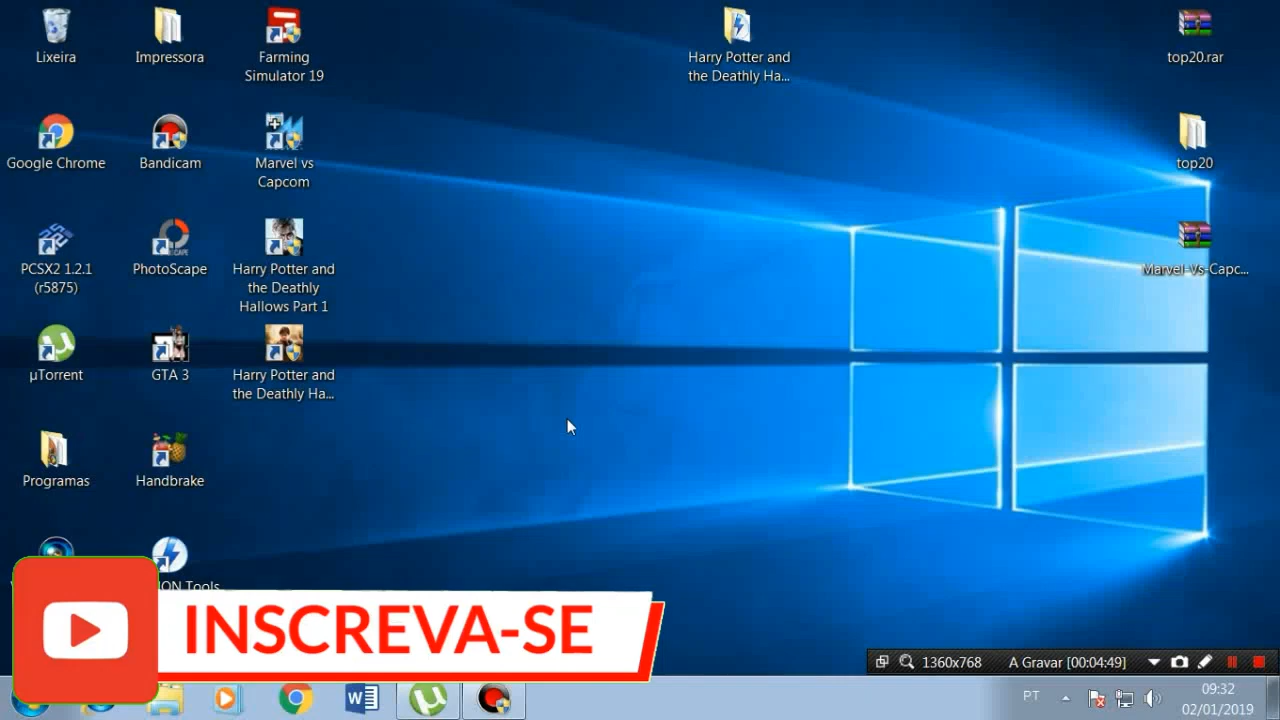 Lixeira
Impressora
Farming
Simulator 19
Harry Potter and
the Deathly Ha...
top20.rar
Google Chrome
Bandicam
Marvel vs
Capcom
top20
PCSX2 1.2.1
(r5875)
PhotoScape
Harry Potter and
the Deathly
Hallows Part 1
Marvel-Vs-Capc...
µTorrent
GTA 3
Harry Potter and
the Deathly Ha...
Programas
Handbrake
Tools
INSCREVA-SE
1360x768
A Gravar [00:04:49]
PT
09:32
02/01/2019